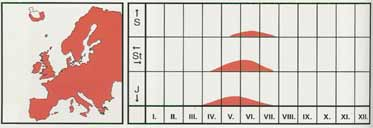 ↑ S
← St →
J ↓
I. II. III. IV. V. VI. VII. VIII. IX. X. XI. XII.